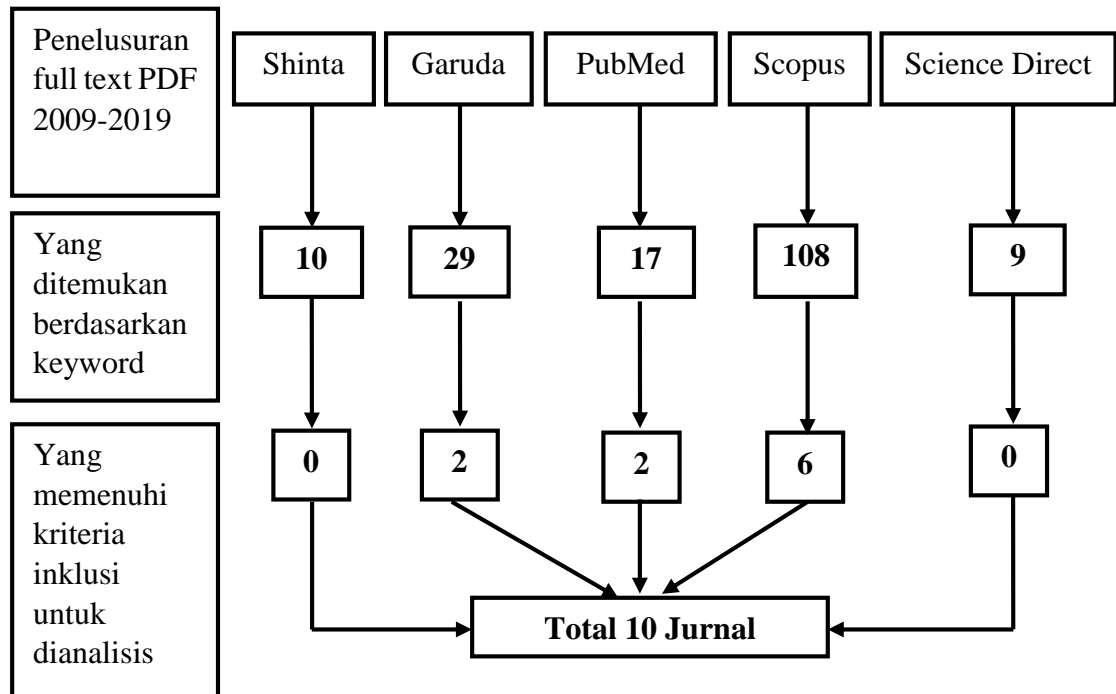 Penelusuran
full text PDF
2009-2019
Shinta
Garuda
PubMed
Scopus
Science Direct
Yang
ditemukan
berdasarkan
keyword
10
29
17
108
9
Yang
memenuhi
kriteria
inklusi
untuk
dianalisis
0
2
2
6
0
Total 10 Jurnal